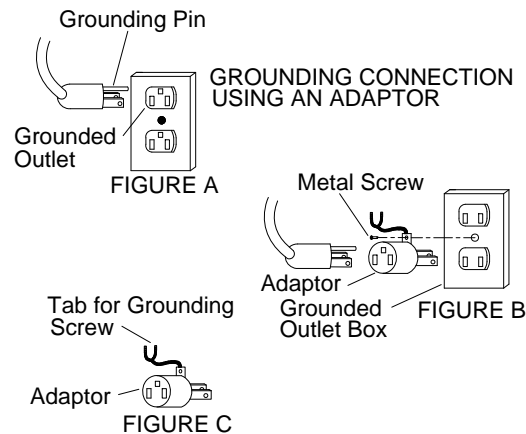 Grounding Pin
GROUNDING CONNECTION
USING AN ADAPTOR
Grounded
Outlet
FIGURE A
Metal Screw
Adaptor
Grounded
Outlet Box
FIGURE B
Tab for Grounding
Screw
Adaptor
FIGURE C